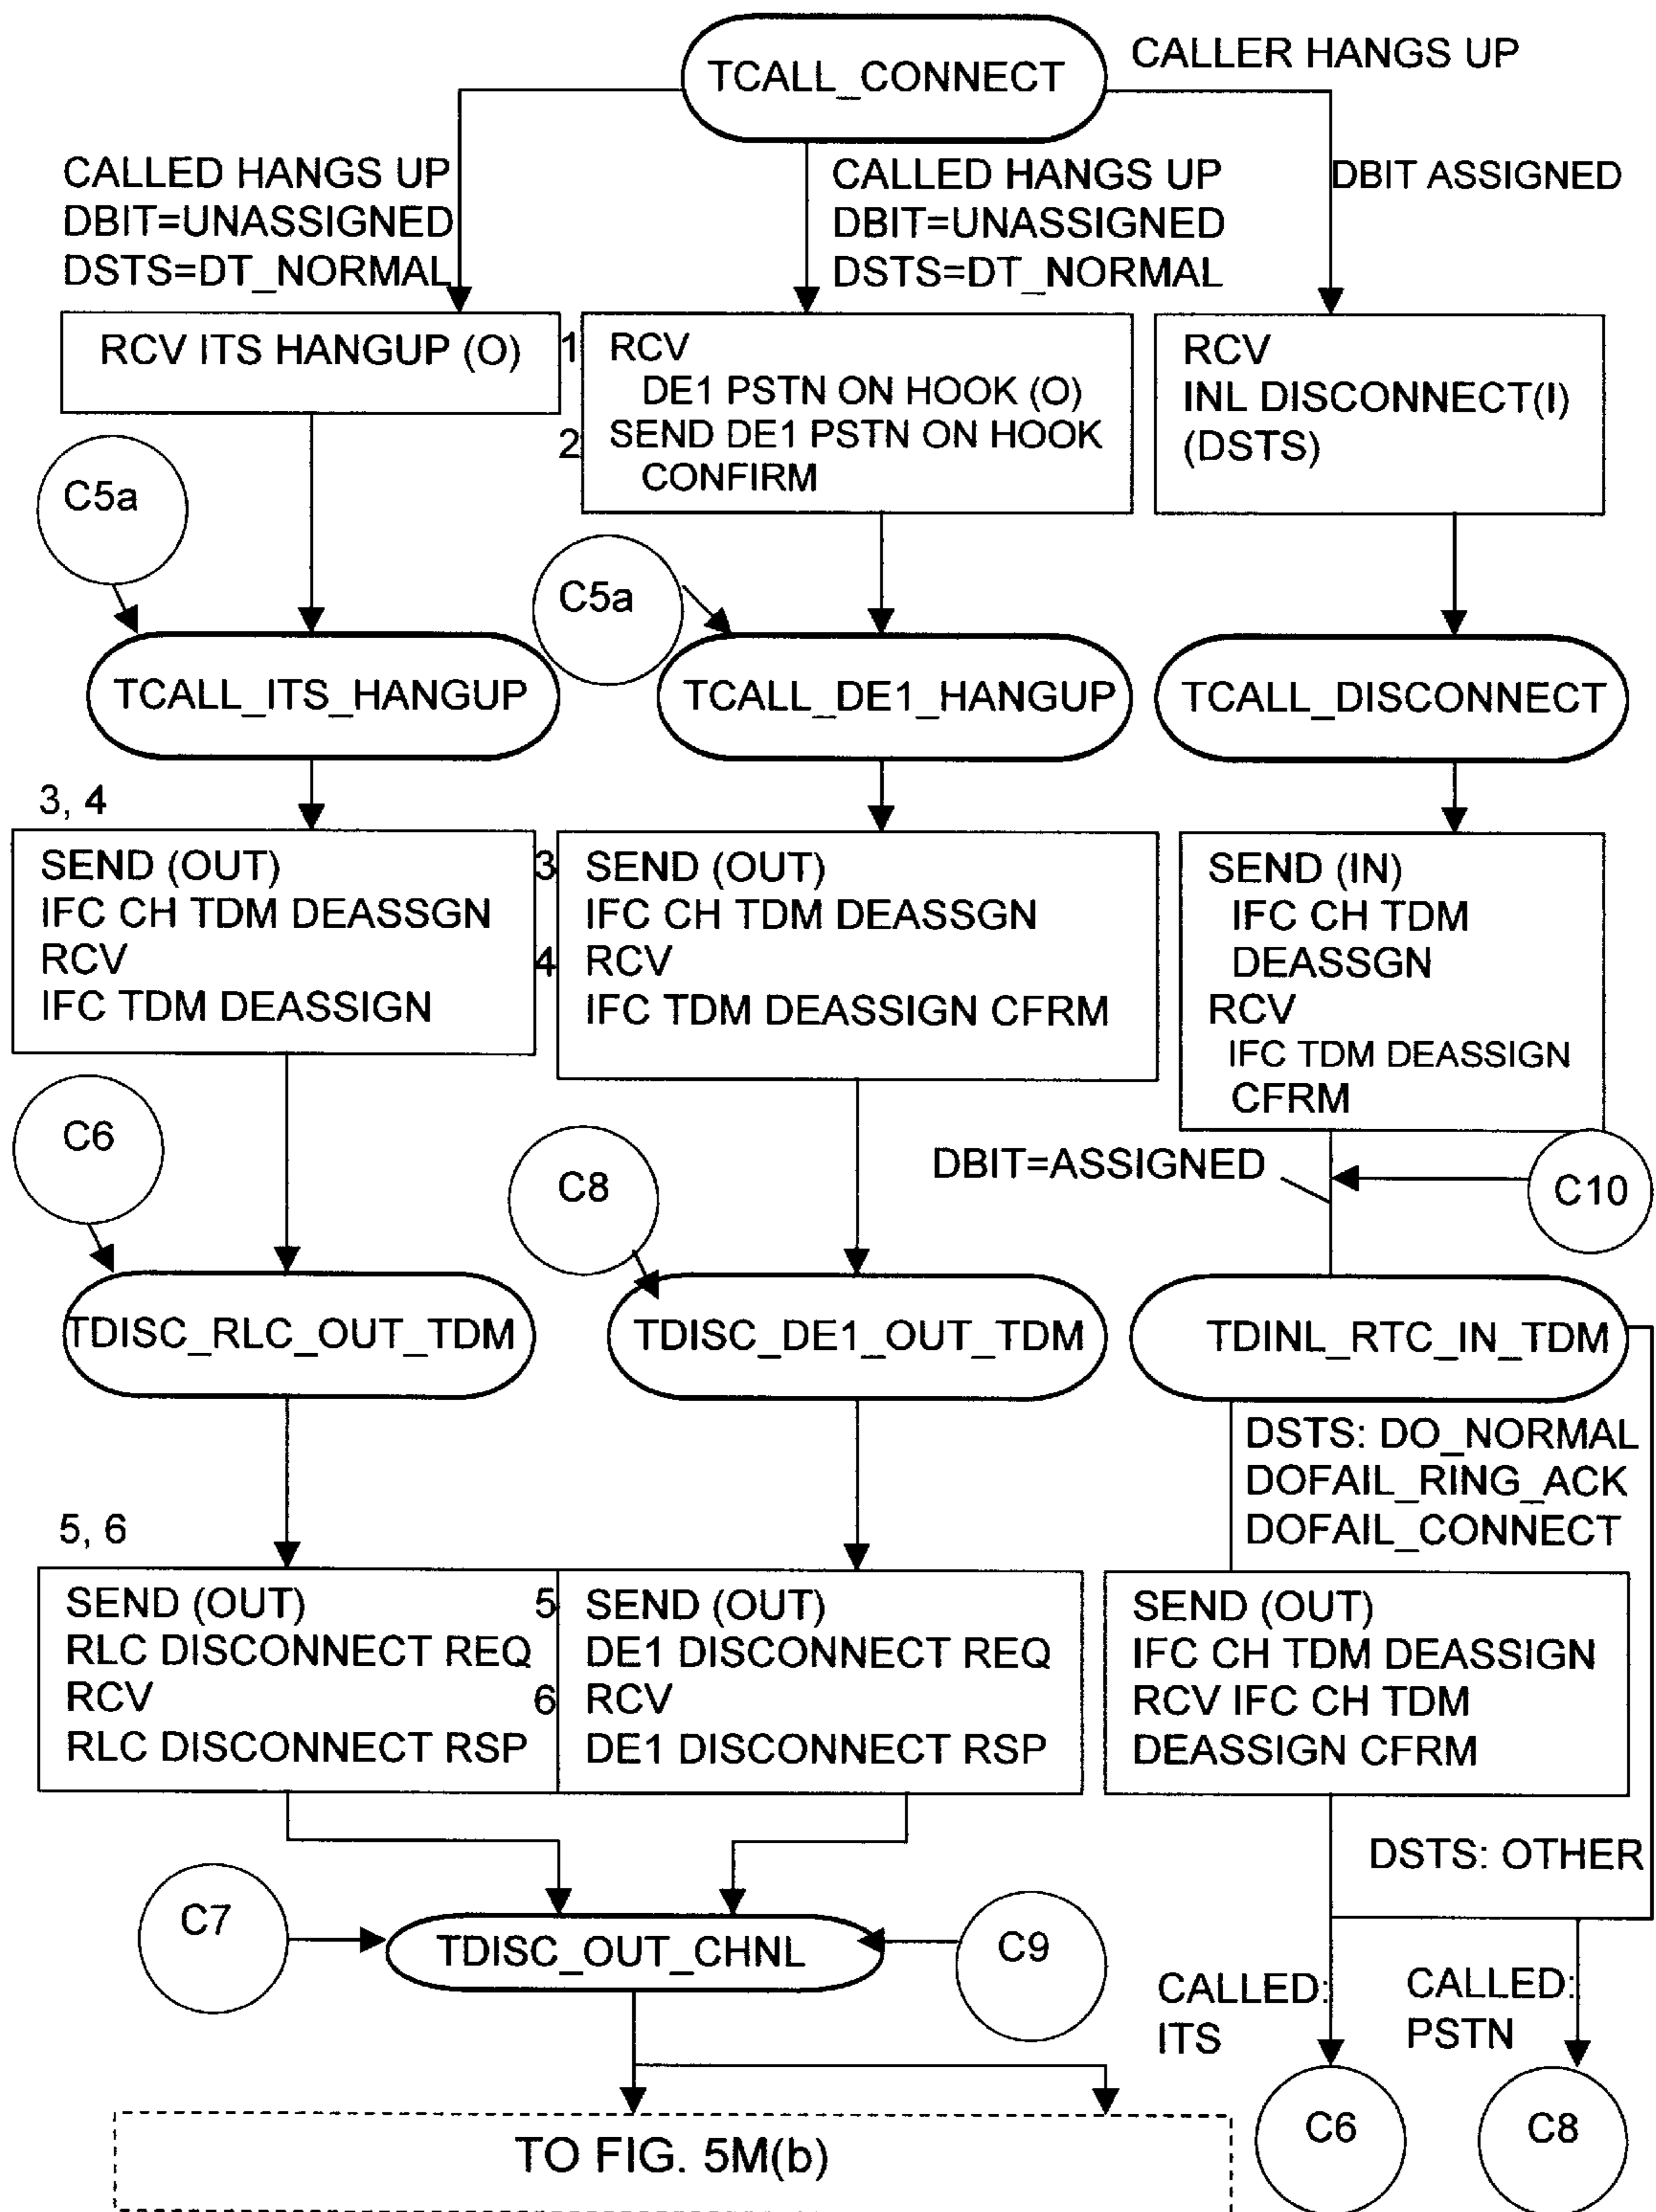 TCALL_CONNECT
CALLER HANGS UP
CALLED HANGS UP
DBIT=UNASSIGNED
DSTS=DT_NORMAL
CALLED HANGS UP
DBIT=UNASSIGNED
DSTS=DT_NORMAL
DBIT ASSIGNED
RCV ITS HANGUP (O)
1
RCV
DE1 PSTN ON HOOK (O)
2
SEND DE1 PSTN ON HOOK
CONFIRM
RCV
INL DISCONNECT(I)
(DSTS)
C5a
C5a
TCALL_ITS_HANGUP
TCALL_DE1_HANGUP
TCALL_DISCONNECT
3, 4
SEND (OUT)
IFC CH TDM DEASSGN
RCV
IFC TDM DEASSIGN
3
SEND (OUT)
IFC CH TDM DEASSGN
4
RCV
IFC TDM DEASSIGN CFRM
SEND (IN)
IFC CH TDM
DEASSGN
RCV
IFC TDM DEASSIGN
CFRM
C6
C8
DBIT=ASSIGNED
C10
TDISC_RLC_OUT_TDM
TDISC_DE1_OUT_TDM
TDINL_RTC_IN_TDM
DSTS: DO_NORMAL
DOFAIL_RING_ACK
DOFAIL_CONNECT
5, 6
SEND (OUT)
RLC DISCONNECT REQ
RCV
RLC DISCONNECT RSP
5
SEND (OUT)
DE1 DISCONNECT REQ
6
RCV
DE1 DISCONNECT RSP
SEND (OUT)
IFC CH TDM DEASSIGN
RCV IFC CH TDM
DEASSIGN CFRM
DSTS: OTHER
C7
TDISC_OUT_CHNL
C9
CALLED:
ITS
CALLED:
PSTN
C6
C8
TO FIG. 5M(b)